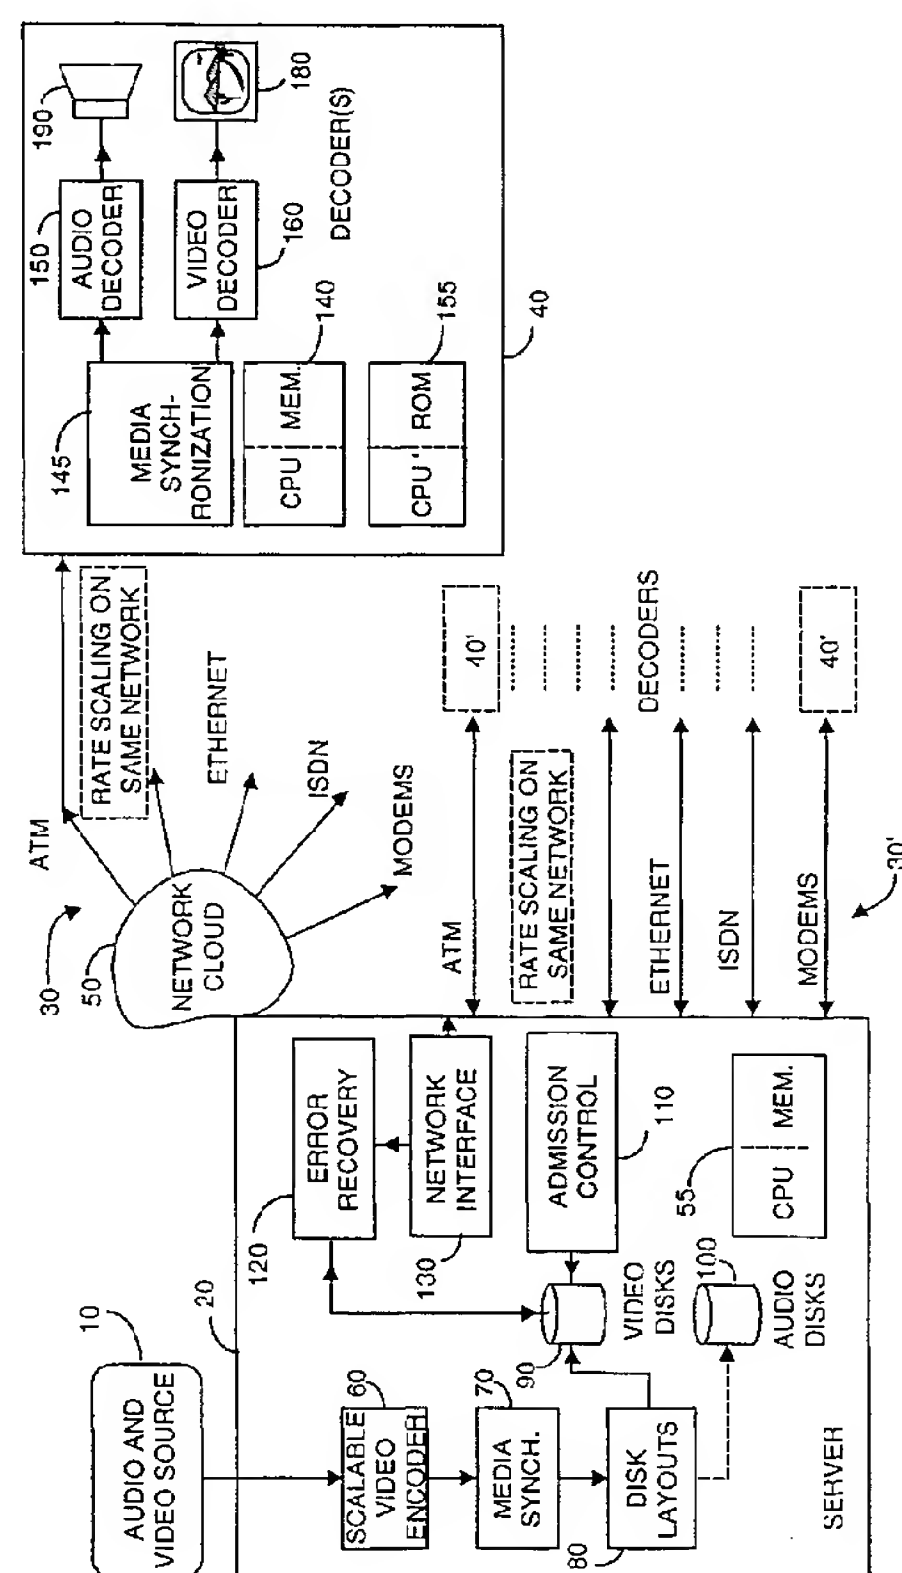 10
AUDIO AND
VIDEO SOURCE
20
SCALABLE
VIDEO
ENCODER
60
MEDIA
SYNCH.
70
DISK
LAYOUTS
80
90
VIDEO
DISKS
100
AUDIO
DISKS
SERVER
120
ERROR
RECOVERY
130
NETWORK
INTERFACE
ADMISSION
CONTROL
110
55
CPU MEM.
30
50
NETWORK
CLOUD
ATM
RATE SCALING ON
SAME NETWORK
ETHERNET
ISDN
MODEMS
ATM
RATE SCALING ON
SAME NETWORK
ETHERNET
ISDN
MODEMS
30'
40'
DECODERS
40'
145
MEDIA
SYNCH-
RONIZATION
CPU MEM.
140
CPU ' ROM
155
150
AUDIO
DECODER
VIDEO
DECODER
160
190
180
DECODER(S)
40